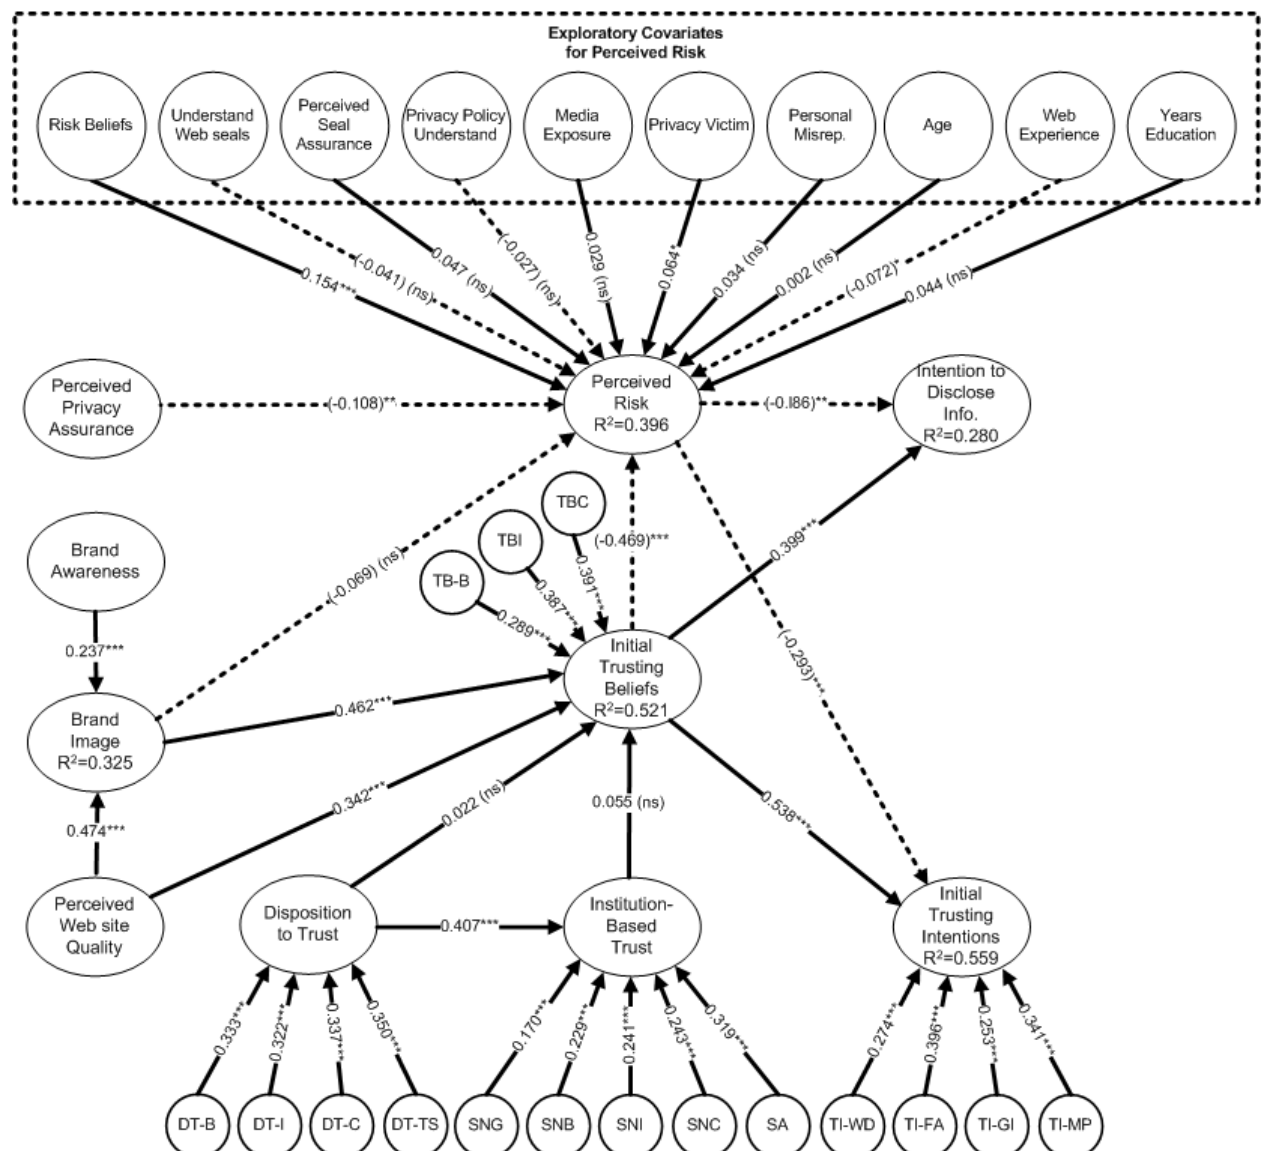 Exploratory Covariates
for Perceived Risk
Risk Beliefs
Understand
Web seals
Perceived
Seal
Assurance
Privacy Policy
Understand
Media
Exposure
Privacy Victim
Personal
Misrep.
Age
Web
Experience
Years
Education
0.154***
(-0.041) (ns)
0.047 (ns)
(-0.027) (ns)
0.029 (ns)
0.064*
0.034 (ns)
0.002 (ns)
(-0.072)*
0.044 (ns)
Perceived
Privacy
Assurance
(-0.108)**
Perceived
Risk
R²=0.396
(-0.I86)**
Intention to
Disclose
Info.
R²=0.280
Brand
Awareness
0.237***
(-0.069) (ns)
TBC
TBI
TB-B
0.391***
0.387***
0.289***
(-0.469)***
0.399***
(-0.293)***
Brand
Image
R²=0.325
0.462***
Initial
Trusting
Beliefs
R²=0.521
0.474***
0.342***
0.022 (ns)
0.055 (ns)
0.538***
Perceived
Web site
Quality
Disposition
to Trust
0.407***
Institution-
Based
Trust
Initial
Trusting
Intentions
R²=0.559
0.333***
0.322***
0.337***
0.350***
0.170***
0.229***
0.241***
0.243***
0.319***
0.274***
0.396***
0.253***
0.341***
DT-B
DT-I
DT-C
DT-TS
SNG
SNB
SNI
SNC
SA
TI-WD
TI-FA
TI-GI
TI-MP